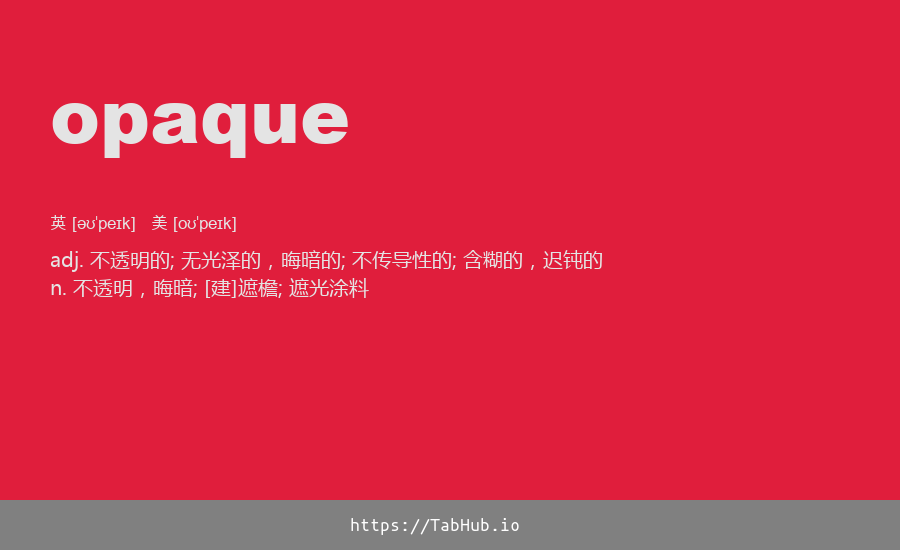 opaque
英 [əʊˈpeɪk] 美 [oʊˈpeɪk]
adj. 不透明的; 无光泽的，晦暗的; 不传导性的; 含糊的，迟钝的
n. 不透明，晦暗; [建]遮檐; 遮光涂料
https://TabHub.io